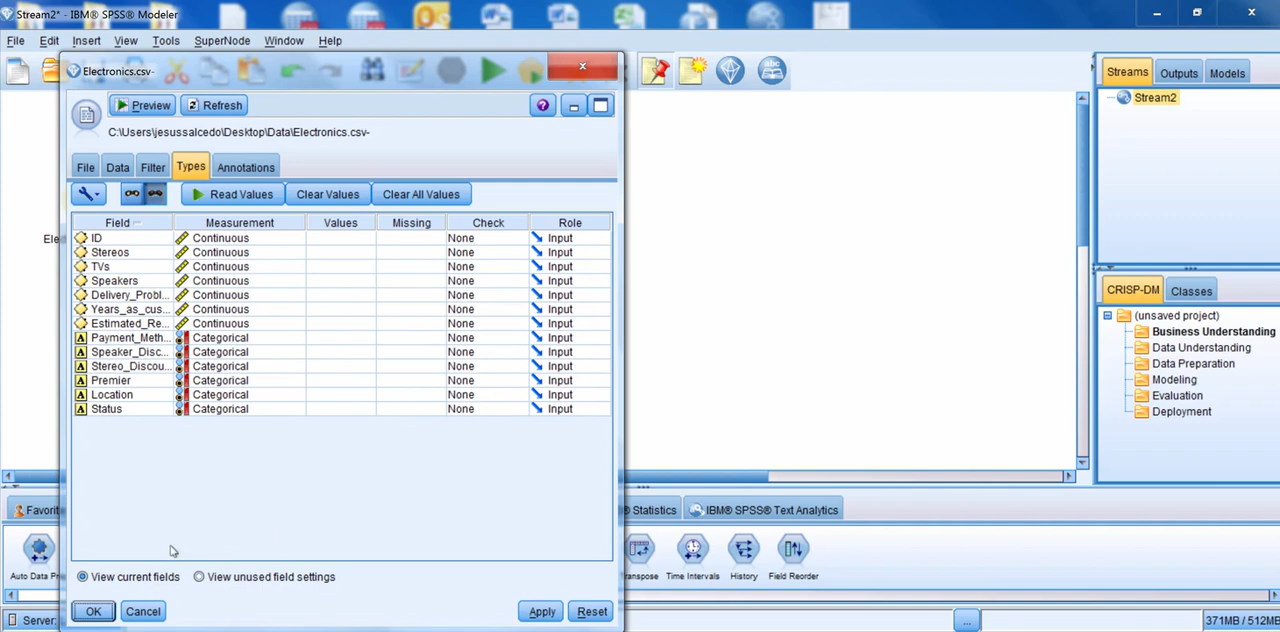 Stream2* - IBM® SPSS® Modeler
File Edit Insert View Tools SuperNode Window Help
Electronics.csv-
Preview Refresh
C:\Users\jesussalcedo\Desktop\Data\Electronics.csv-
File Data Filter Types Annotations
Read Values Clear Values Clear All Values
Field Measurement Values Missing Check Role
ID Continuous None Input
Stereos Continuous None Input
TVs Continuous None Input
Speakers Continuous None Input
Delivery_Probl... Continuous None Input
Years_as_cus... Continuous None Input
Estimated_Re... Continuous None Input
Payment_Meth... Categorical None Input
Speaker_Disc... Categorical None Input
Stereo_Discou... Categorical None Input
Premier Categorical None Input
Location Categorical None Input
Status Categorical None Input
View current fields View unused field settings
OK Cancel Apply Reset
Ele
Streams Outputs Models
Stream2
CRISP-DM Classes
(unsaved project)
Business Understanding
Data Understanding
Data Preparation
Modeling
Evaluation
Deployment
Favorit
® Statistics IBM® SPSS® Text Analytics
Auto Data Pre
transpose Time Intervals History Field Reorder
Server:
... 371MB / 512MB